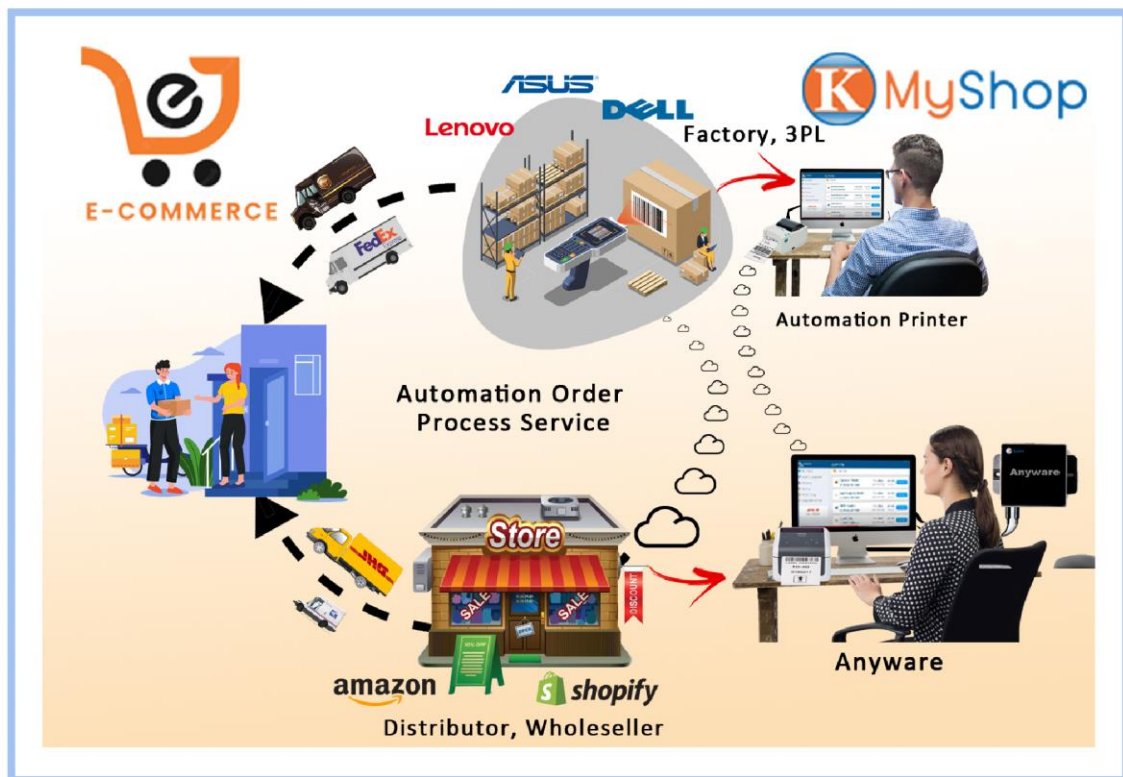 e
E-COMMERCE
ASUS
Lenovo
DELL
K MyShop
Factory, 3PL
FedEx
Automation Printer
Automation Order
Process Service
Anyware
Store
SALE
SALE
DISCOUNT
Anyware
amazon
shopify
Distributor, Wholeseller